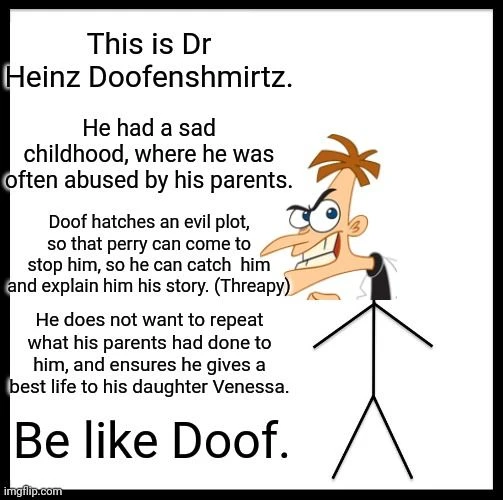 This is Dr
Heinz Doofenshmirtz.
He had a sad
childhood, where he was
often abused by his parents.
Doof hatches an evil plot,
so that perry can come to
stop him, so he can catch  him
and explain him his story. (Threapy)
He does not want to repeat
what his parents had done to
him, and ensures he gives a
best life to his daughter Venessa.
Be like Doof.
imgflip.com